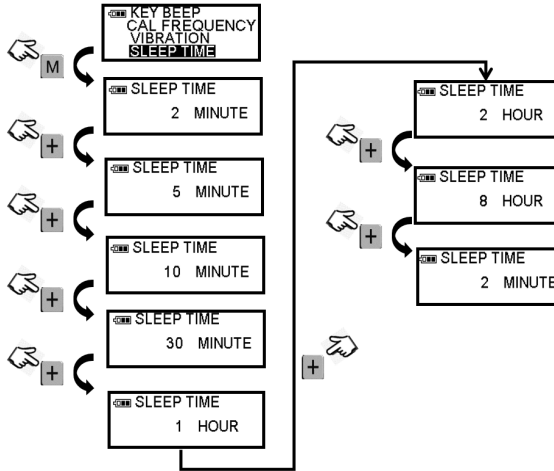 KEY BEEP
CAL FREQUENCY
VIBRATION
SLEEP TIME
M
SLEEP TIME
2 MINUTE
+
SLEEP TIME
5 MINUTE
+
SLEEP TIME
10 MINUTE
+
SLEEP TIME
30 MINUTE
+
SLEEP TIME
1 HOUR
+
SLEEP TIME
2 HOUR
+
SLEEP TIME
8 HOUR
+
SLEEP TIME
2 MINUTE